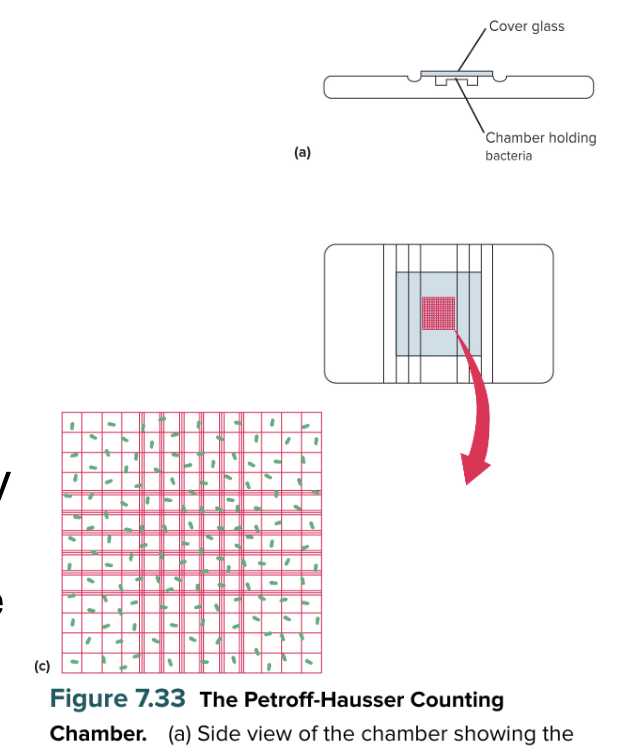 Cover glass
Chamber holding
bacteria
(a)
y
e
(c)
Figure 7.33 The Petroff-Hausser Counting
Chamber. (a) Side view of the chamber showing the